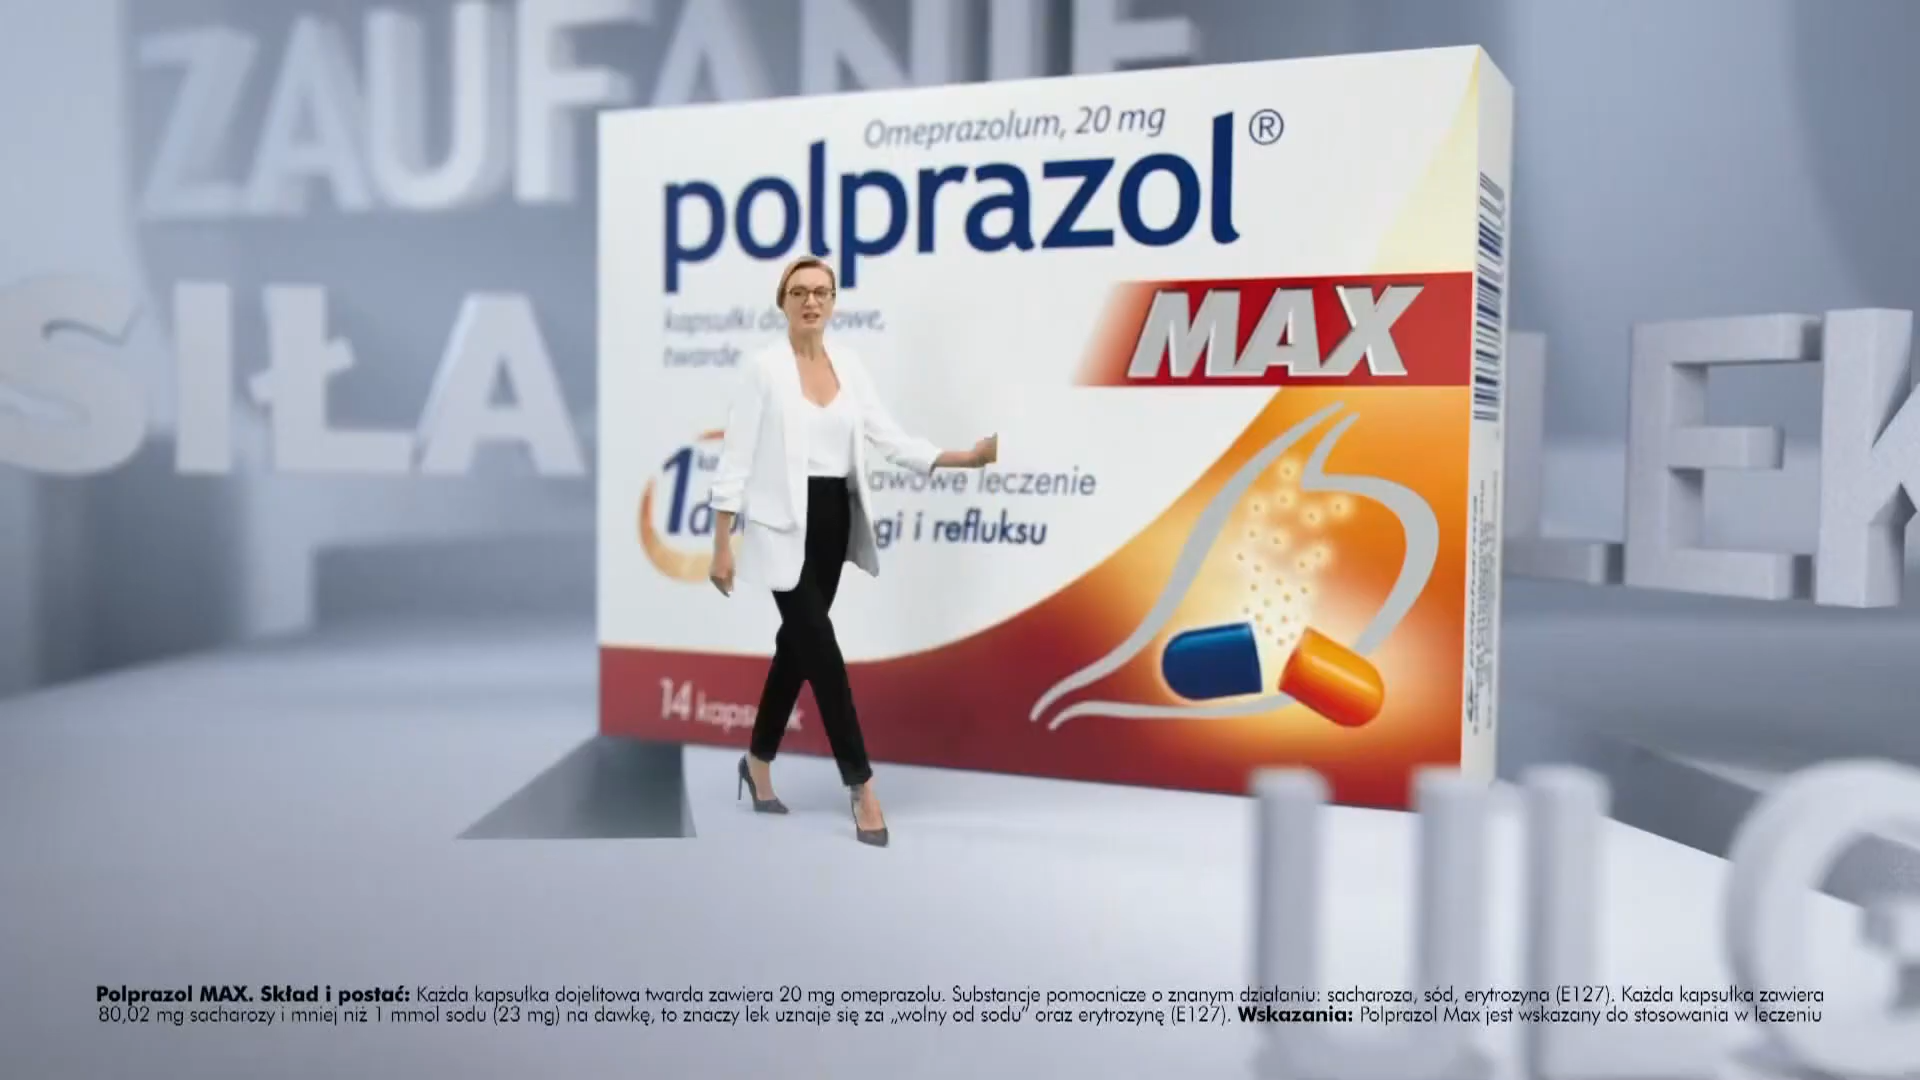 ZAUFANIE
SIŁA
LEK
Omeprazolum, 20 mg
polprazol®
MAX
kapsułki
twarde
1
leczenie
i refluksu
14
Polprazol MAX. Skład i postać: Każda kapsułka dojelitowa twarda zawiera 20 mg omeprazolu. Substancje pomocnicze o znanym działaniu: sacharoza, sód, erytrozyna (E127). Każda kapsułka zawiera
80,02 mg sacharozy i mniej niż 1 mmol sodu (23 mg) na dawkę, to znaczy lek uznaje się za „wolny od sodu” oraz erytrozynę (E127). Wskazania: Polprazol Max jest wskazany do stosowania w leczeniu